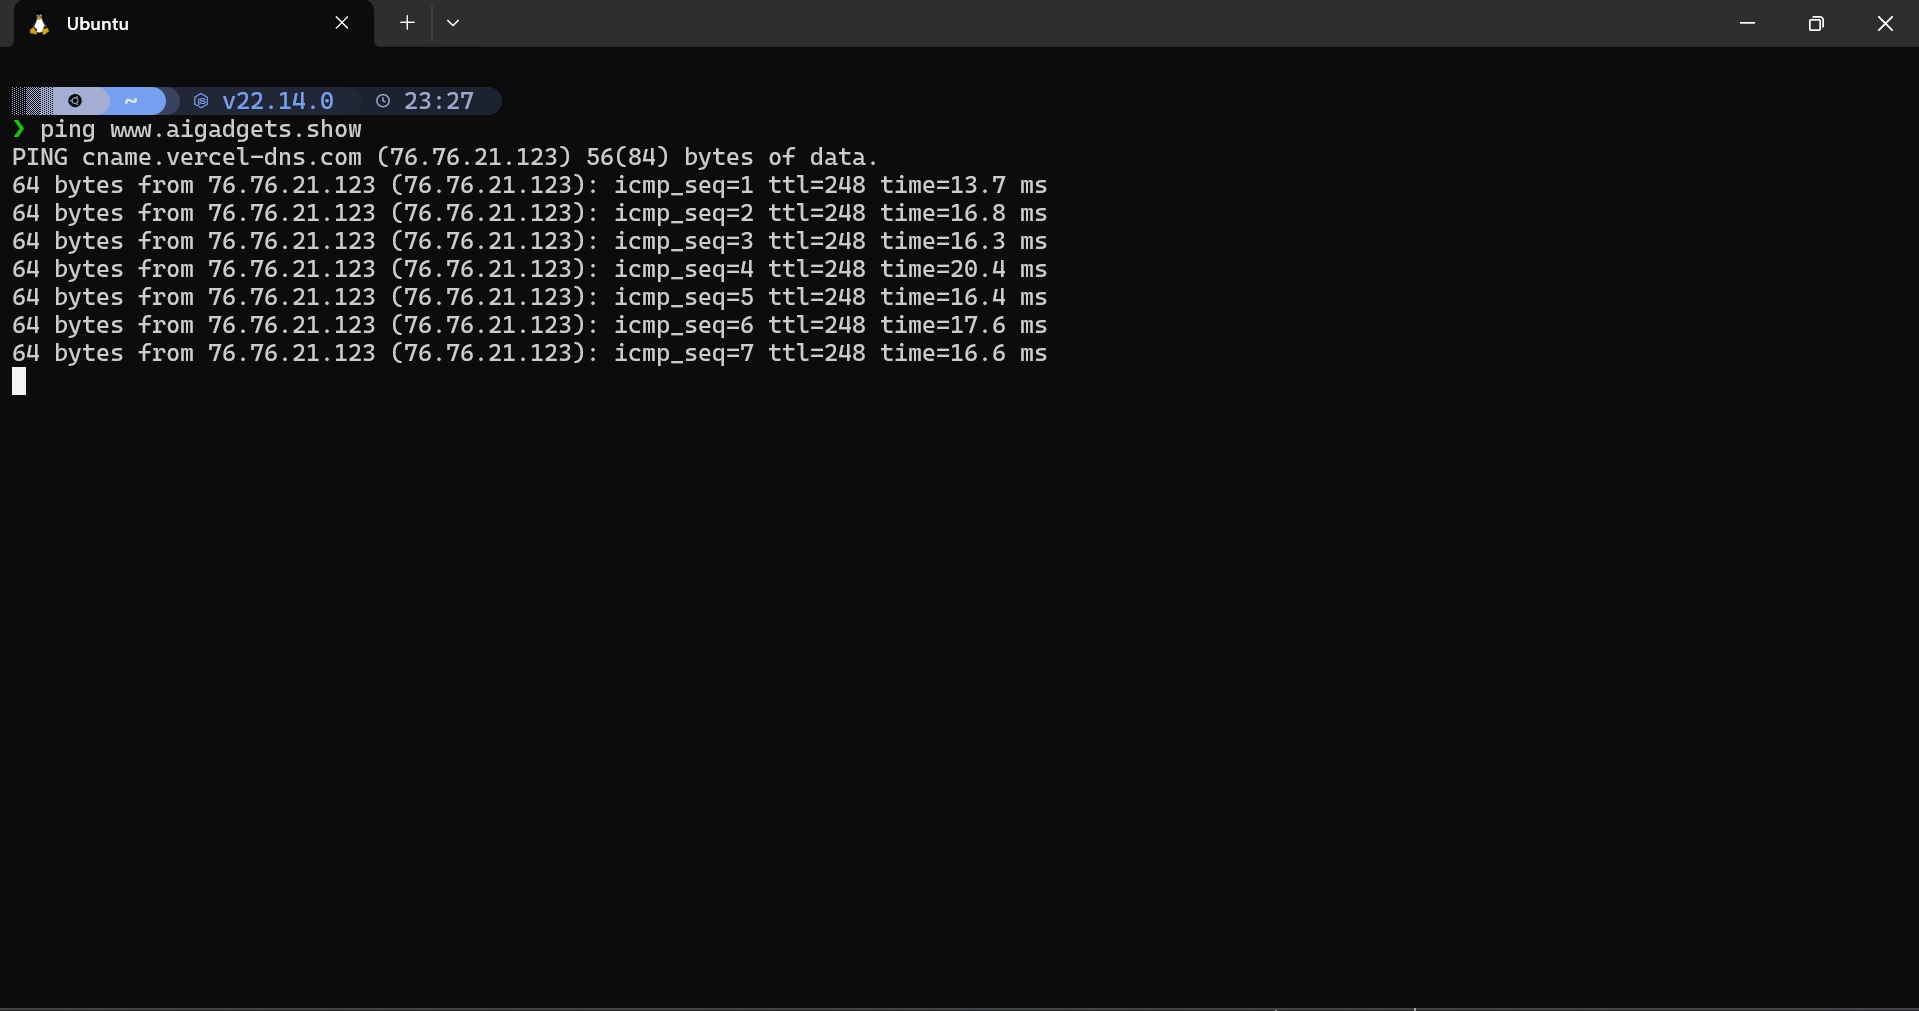 Ubuntu
~ v22.14.0 23:27
❯ ping www.aigadgets.show
PING cname.vercel-dns.com (76.76.21.123) 56(84) bytes of data.
64 bytes from 76.76.21.123 (76.76.21.123): icmp_seq=1 ttl=248 time=13.7 ms
64 bytes from 76.76.21.123 (76.76.21.123): icmp_seq=2 ttl=248 time=16.8 ms
64 bytes from 76.76.21.123 (76.76.21.123): icmp_seq=3 ttl=248 time=16.3 ms
64 bytes from 76.76.21.123 (76.76.21.123): icmp_seq=4 ttl=248 time=20.4 ms
64 bytes from 76.76.21.123 (76.76.21.123): icmp_seq=5 ttl=248 time=16.4 ms
64 bytes from 76.76.21.123 (76.76.21.123): icmp_seq=6 ttl=248 time=17.6 ms
64 bytes from 76.76.21.123 (76.76.21.123): icmp_seq=7 ttl=248 time=16.6 ms